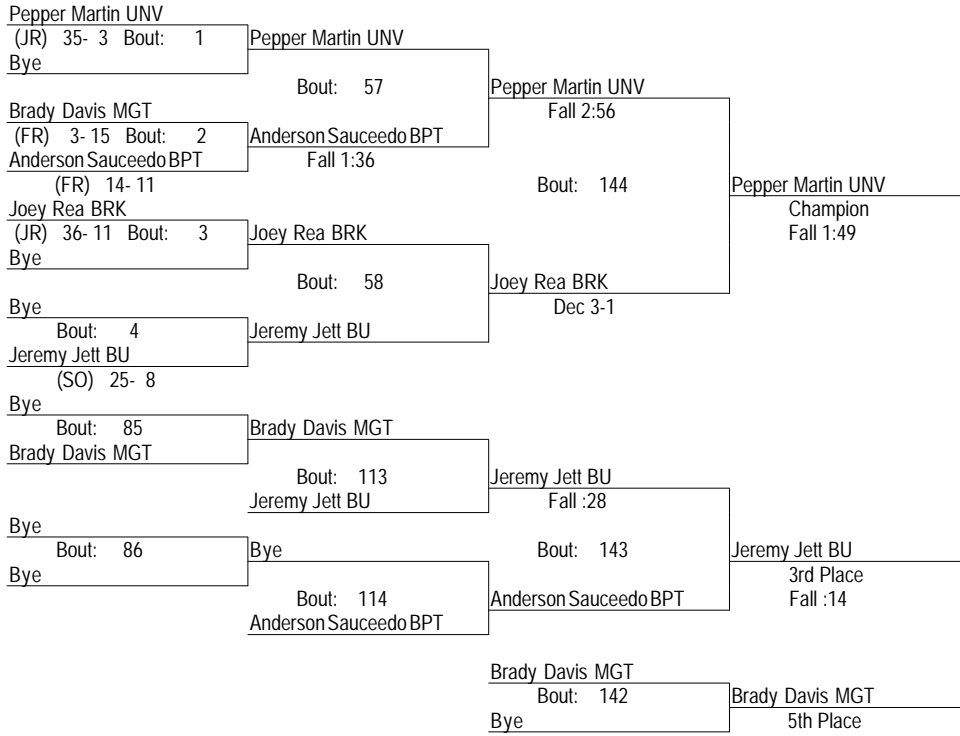 Pepper Martin UNV
(JR) 35- 3 Bout: 1 Pepper Martin UNV
Bye
Bout: 57 Pepper Martin UNV
Brady Davis MGT Fall 2:56
(FR) 3- 15 Bout: 2 Anderson Sauceedo BPT
Anderson Sauceedo BPT Fall 1:36
(FR) 14- 11 Bout: 144 Pepper Martin UNV
Joey Rea BRK Champion
(JR) 36- 11 Bout: 3 Joey Rea BRK Fall 1:49
Bye
Bout: 58 Joey Rea BRK
Bye Dec 3-1
Bout: 4 Jeremy Jett BU
Jeremy Jett BU
(SO) 25- 8
Bye
Bout: 85 Brady Davis MGT
Brady Davis MGT
Bout: 113 Jeremy Jett BU
Jeremy Jett BU Fall :28
Bye
Bout: 86 Bye Bout: 143 Jeremy Jett BU
Bye 3rd Place
Bout: 114 Anderson Sauceedo BPT Fall :14
Anderson Sauceedo BPT
Brady Davis MGT
Bout: 142 Brady Davis MGT
Bye 5th Place